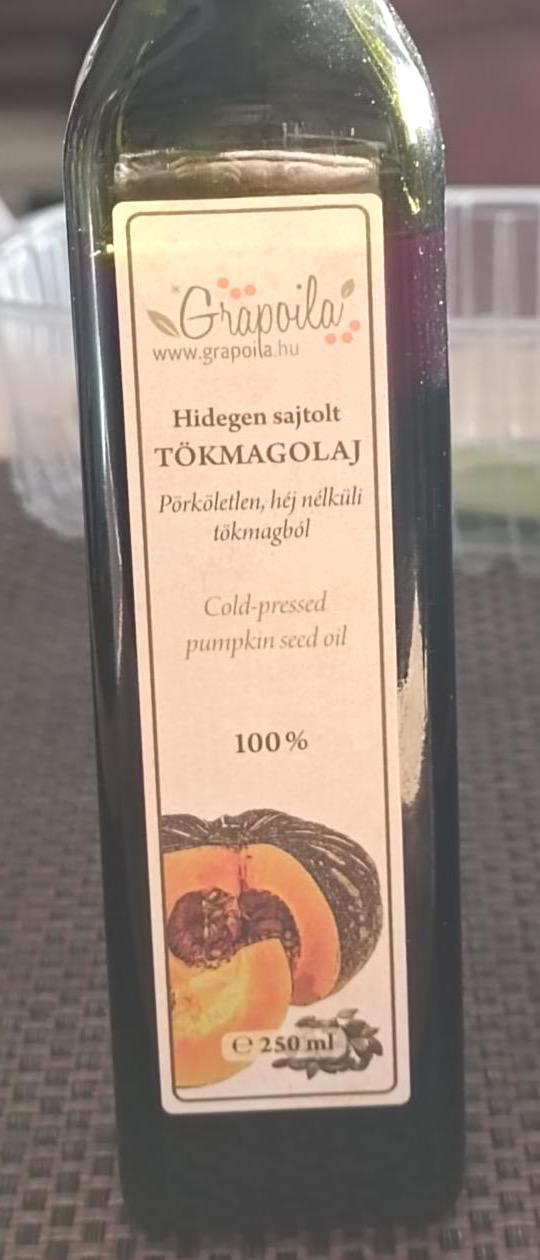 Grapoila
www.grapoila.hu
Hidegen sajtolt
TÖKMAGOLAJ
Pörköletlen, héj nélküli
tökmagból
Cold-pressed
pumpkin seed oil
100%
℮ 250 ml